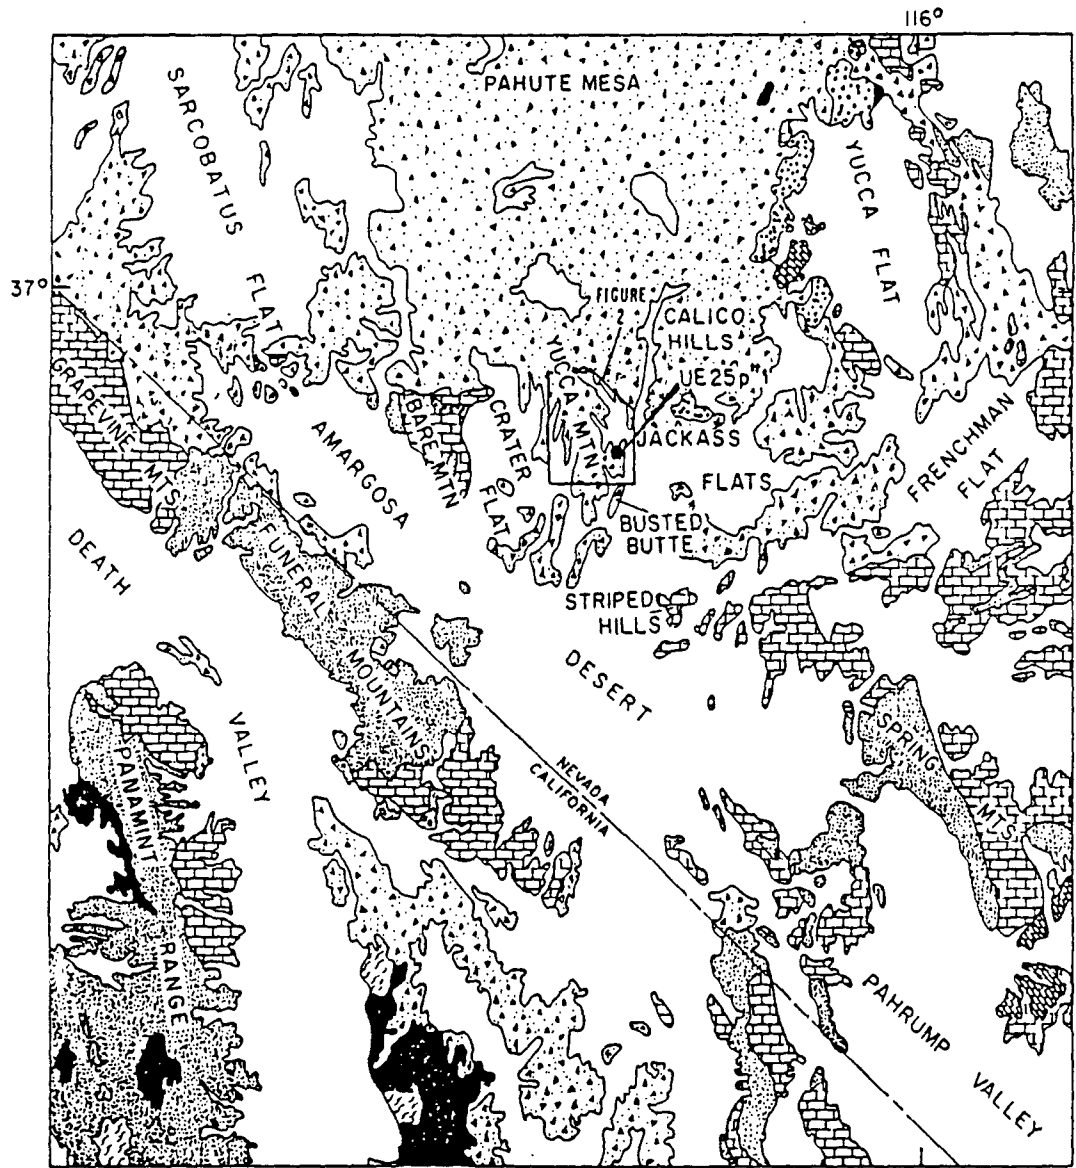 116°
PAHUTE MESA
SARCOBATUS
FLAT
YUCCA
FLAT
37°
FIGURE
2
CALICO
HILLS
UE25p"1
YUCCA MTN
GRAPEVINE
MTS
BARE MTN
CRATER
FLAT
AMARGOSA
JACKASS
FLATS
FRENCHMAN
FLAT
BUSTED
BUTTE
DEATH
FUNERAL
MOUNTAINS
STRIPED
HILLS
DESERT
VALLEY
SPRING
MTS
PANAMINT
RANGE
NEVADA
CALIFORNIA
PAHRUMP
VALLEY